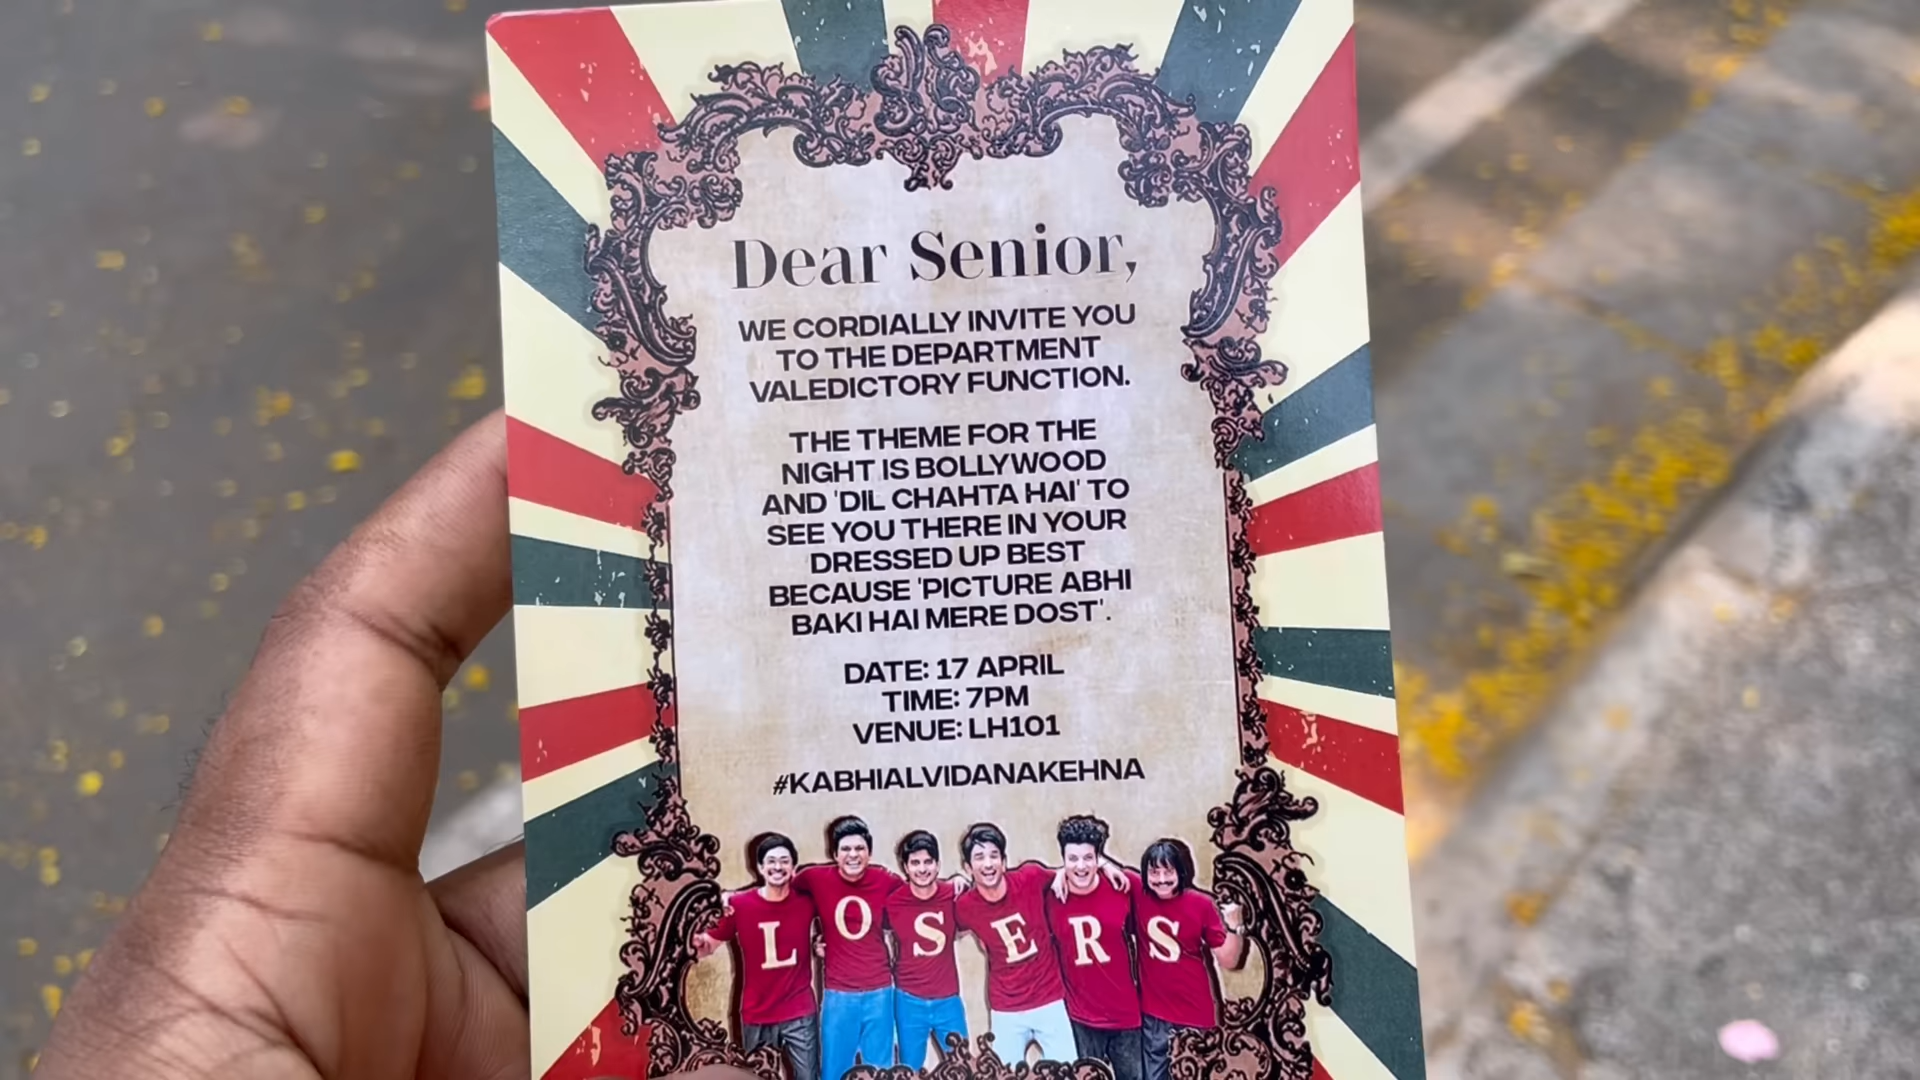 Dear Senior,
WE CORDIALLY INVITE YOU
TO THE DEPARTMENT
VALEDICTORY FUNCTION.
THE THEME FOR THE
NIGHT IS BOLLYWOOD
AND 'DIL CHAHTA HAI' TO
SEE YOU THERE IN YOUR
DRESSED UP BEST
BECAUSE 'PICTURE ABHI
BAKI HAI MERE DOST'.
DATE: 17 APRIL
TIME: 7PM
VENUE: LH101
#KABHIALVIDANAKEHNA
LOSERS